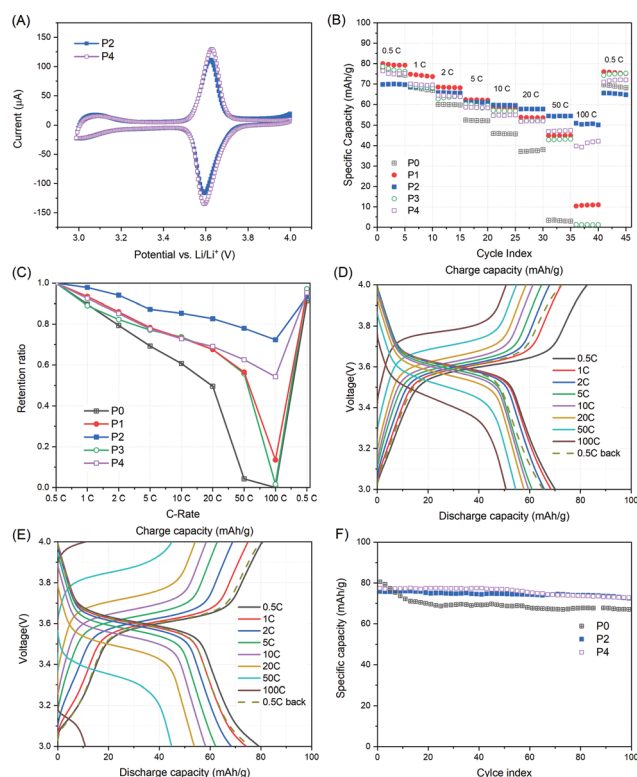 (A)
P2
P4
Current (µA)
150
100
50
0
-50
-100
-150
3.0
3.2
3.4
3.6
3.8
4.0
Potential vs. Li/Li⁺ (V)
(B)
Specific Capacity (mAh/g)
100
90
80
70
60
50
40
30
20
10
0
0.5 C
1 C
2 C
5 C
10 C
20 C
50 C
100 C
0.5 C
P0
P1
P2
P3
P4
0
5
10
15
20
25
30
35
40
45
Cycle Index
(C)
Retention ratio
1.0
0.8
0.6
0.4
0.2
0.0
P0
P1
P2
P3
P4
0.5 C
1 C
2 C
5 C
10 C
20 C
50 C
100 C
0.5 C
C-Rate
(D)
Charge capacity (mAh/g)
Voltage(V)
4.0
3.8
3.6
3.4
3.2
3.0
0.5C
1C
2C
5C
10C
20C
50C
100C
0.5C back
0
20
40
60
80
100
Discharge capacity (mAh/g)
(E)
Charge capacity (mAh/g)
Voltage(V)
4.0
3.8
3.6
3.4
3.2
3.0
0.5C
1C
2C
5C
10C
20C
50C
100C
0.5C back
0
20
40
60
80
100
Discharge capacity (mAh/g)
(F)
Specific capacity (mAh/g)
100
75
50
25
0
P0
P2
P4
0
20
40
60
80
100
Cylce index